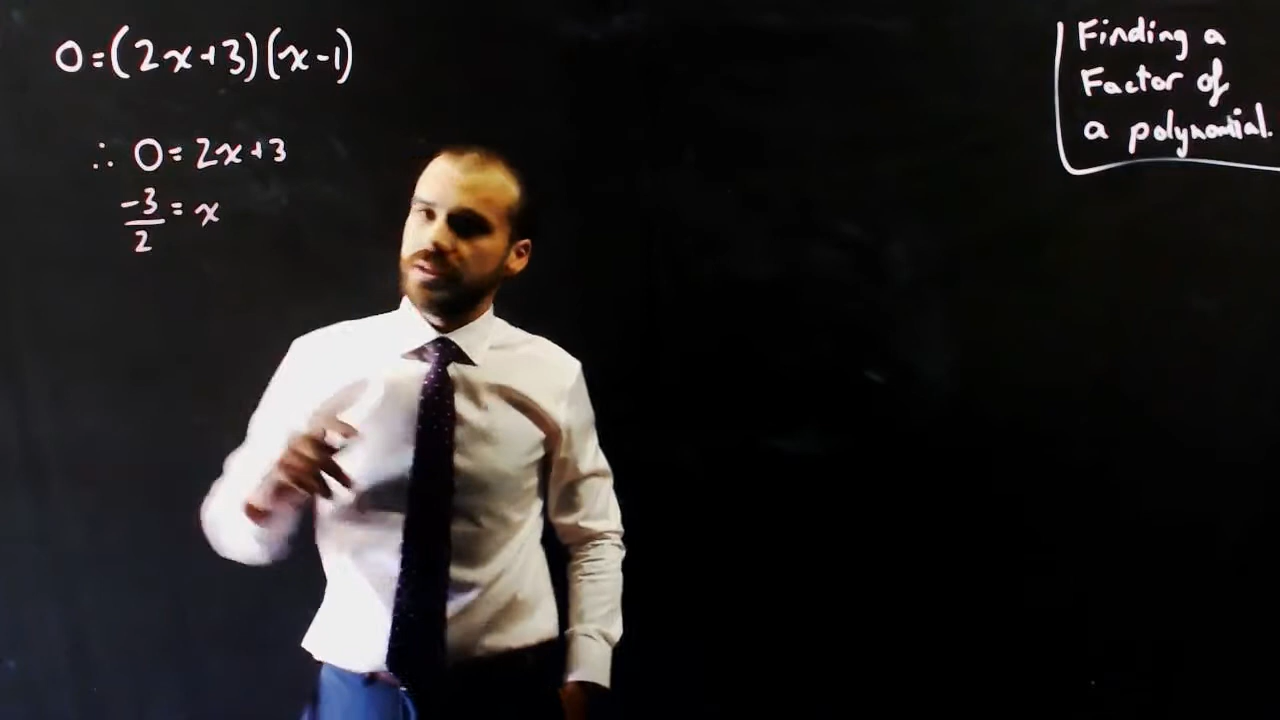 0=(2x+3)(x-1)
∴ 0=2x+3
-3/2 = x
Finding a
Factor of
a polynomial.